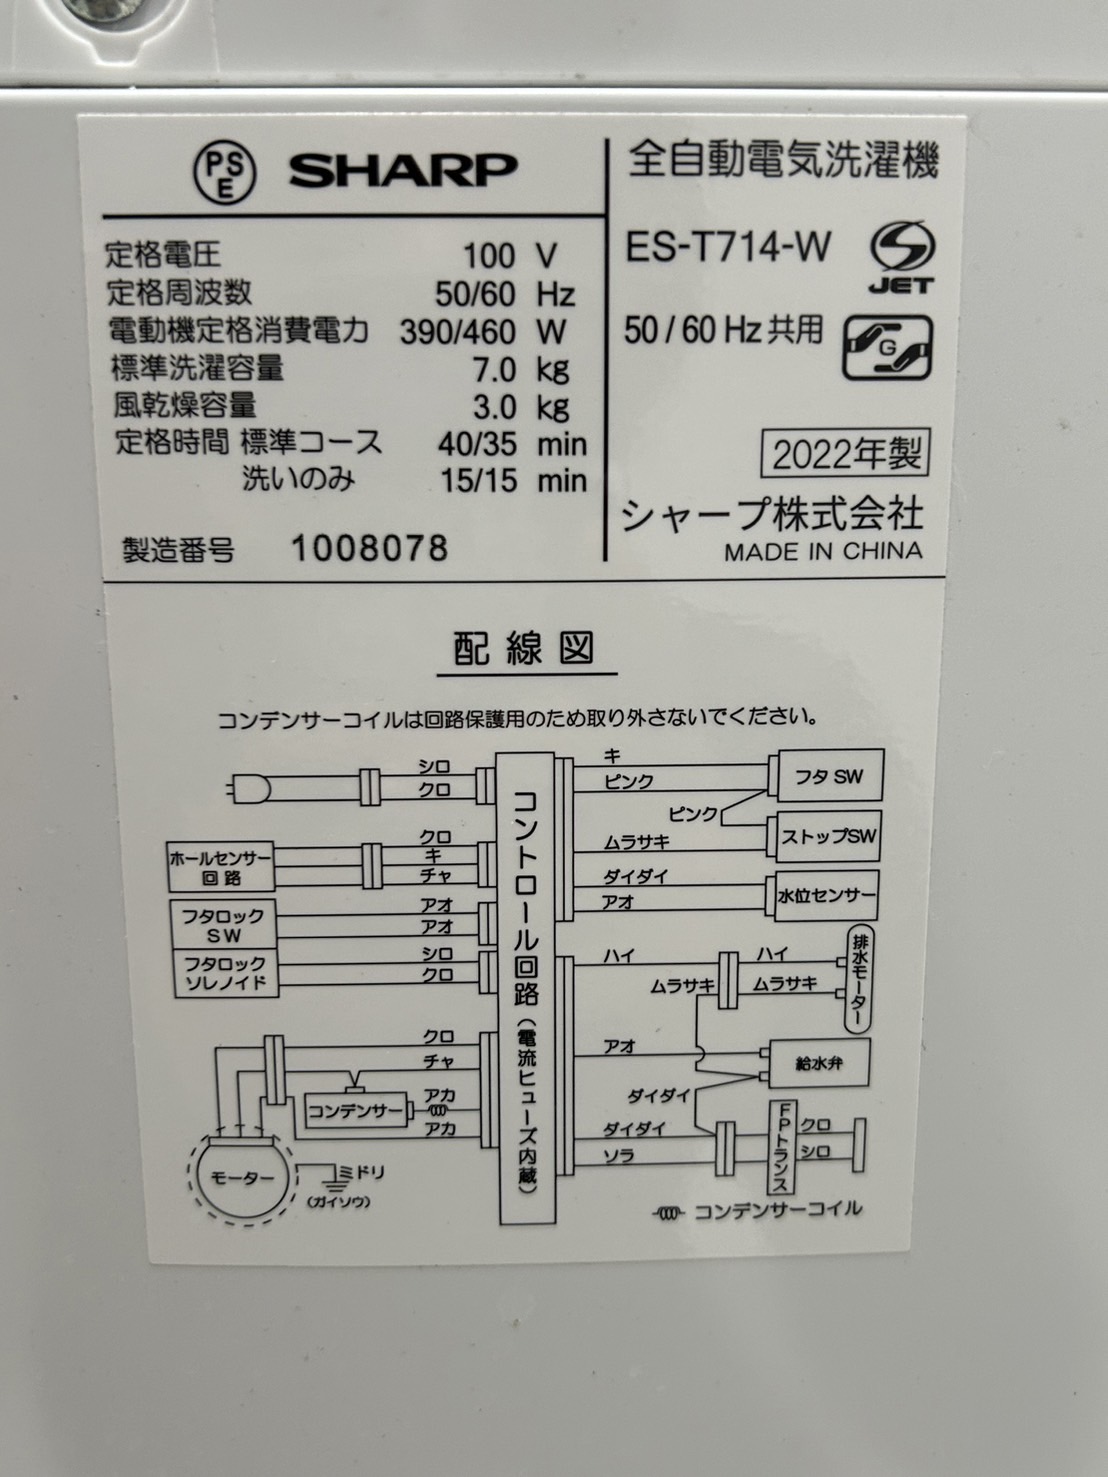 PSE SHARP
定格電圧 100 V
定格周波数 50/60 Hz
電動機定格消費電力 390/460 W
標準洗濯容量 7.0 kg
風乾燥容量 3.0 kg
定格時間 標準コース 40/35 min
洗いのみ 15/15 min
製造番号 1008078
全自動電気洗濯機
ES-T714-W
JET
50 / 60 Hz 共用
G
2022年製
シャープ株式会社
MADE IN CHINA
配線図
コンデンサーコイルは回路保護用のため取り外さないでください。
シロ
クロ
ホールセンサー
回路
クロ
キ
チャ
フタロック
SW
アオ
アオ
フタロック
ソレノイド
シロ
クロ
クロ
チャ
コンデンサー
アカ
アカ
モーター
ミドリ
(ガイソウ)
コントロール回路(電流ヒューズ内蔵)
キ
ピンク
フタ SW
ピンク
ムラサキ
ストップSW
ダイダイ
アオ
水位センサー
ハイ
ハイ
ムラサキ
ムラサキ
排水モーター
アオ
給水弁
ダイダイ
ダイダイ
ソラ
FPトランス
クロ
シロ
コンデンサーコイル